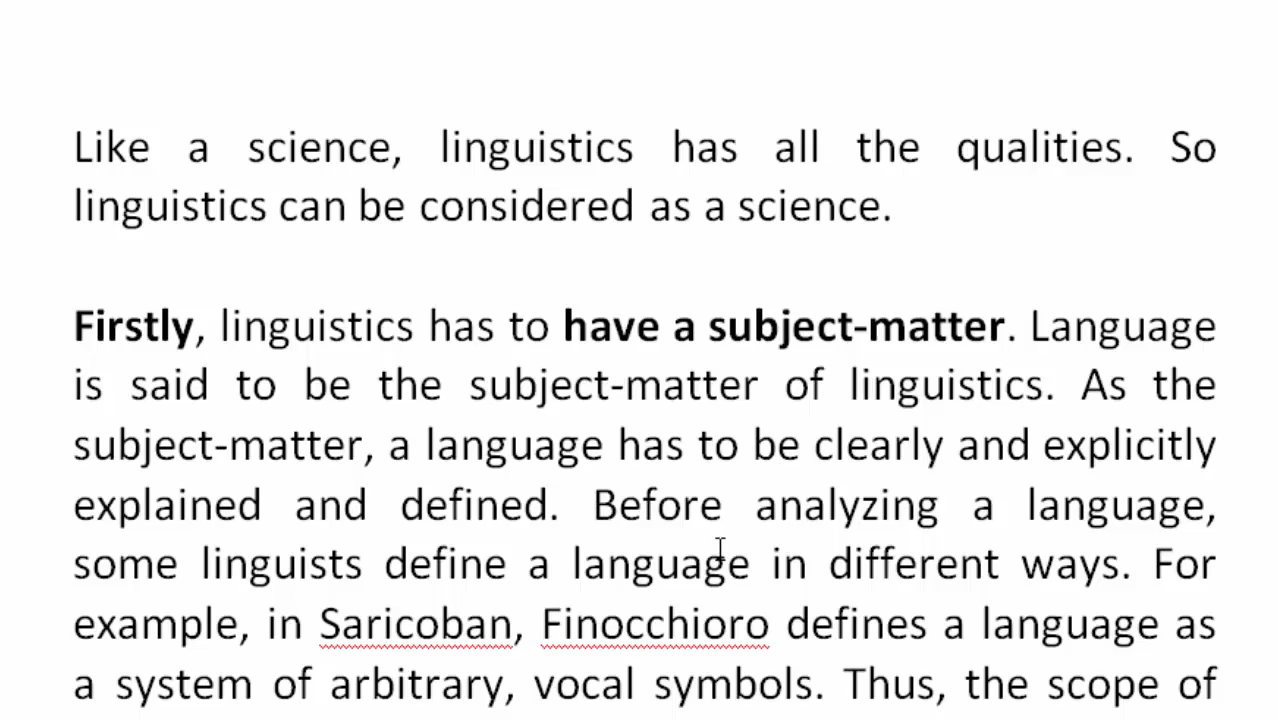 Like a science, linguistics has all the qualities. So
linguistics can be considered as a science.
Firstly, linguistics has to have a subject-matter. Language
is said to be the subject-matter of linguistics. As the
subject-matter, a language has to be clearly and explicitly
explained and defined. Before analyzing a language,
some linguists define a language in different ways. For
example, in Saricoban, Finocchioro defines a language as
a system of arbitrary, vocal symbols. Thus, the scope of